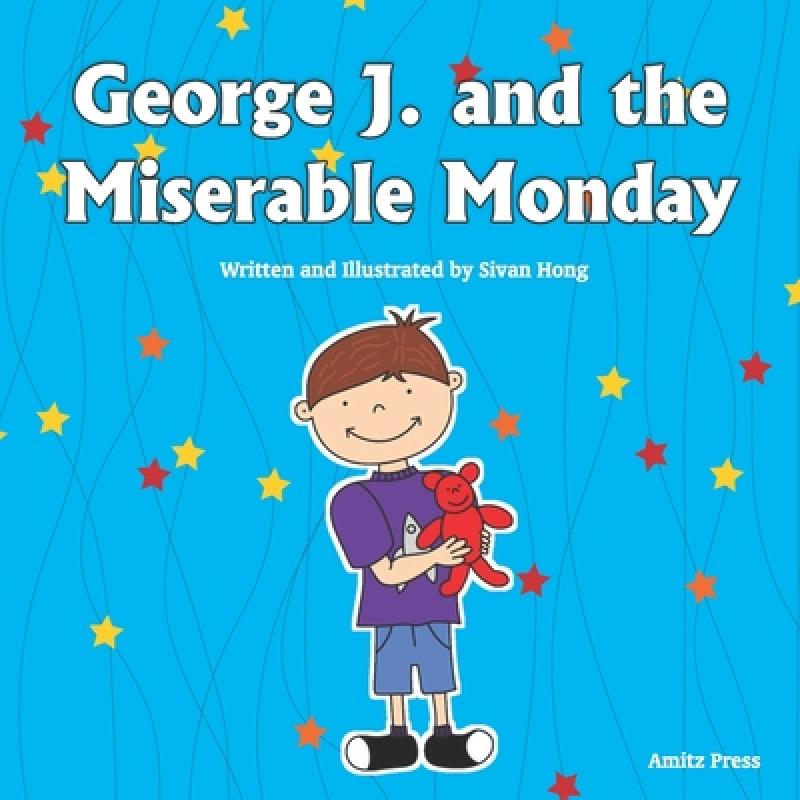 George J. and the
Miserable Monday
Written and Illustrated by Sivan Hong
Amitz Press